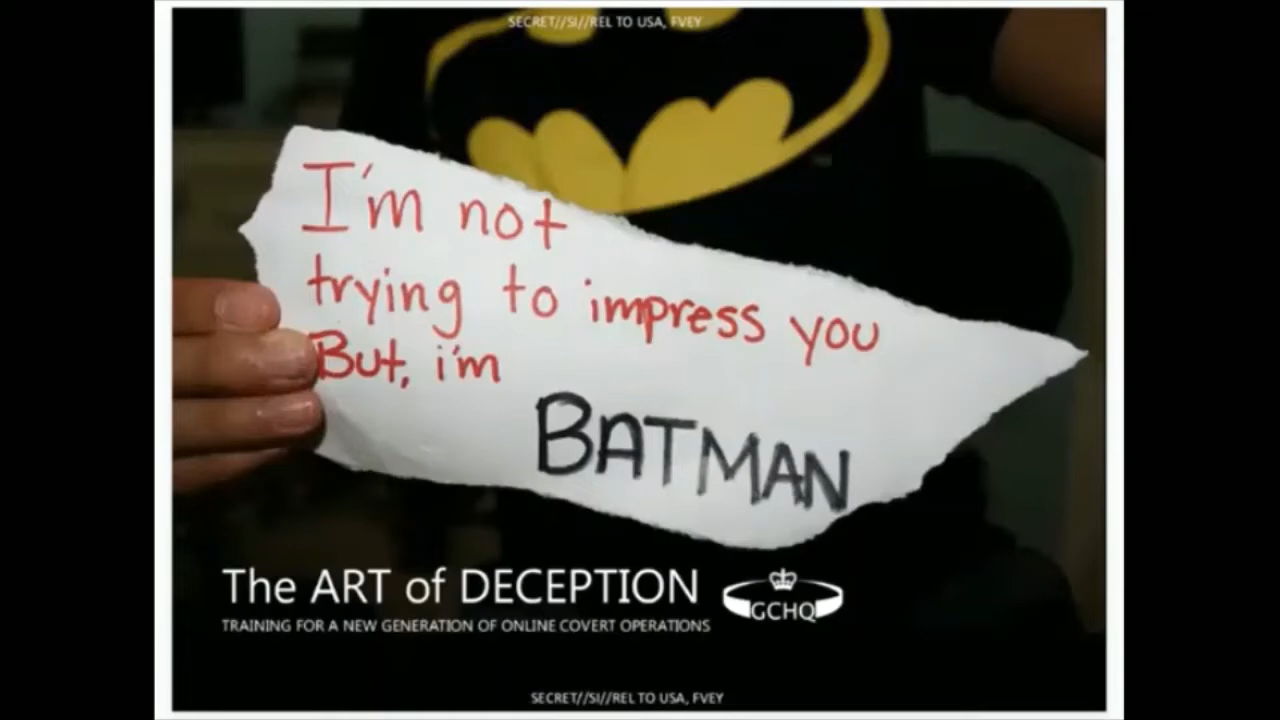 SECRET//SI//REL TO USA, FVEY
I'm not
trying to impress you
But, i'm
BATMAN
The ART of DECEPTION
GCHQ
TRAINING FOR A NEW GENERATION OF ONLINE COVERT OPERATIONS
SECRET//SI//REL TO USA, FVEY